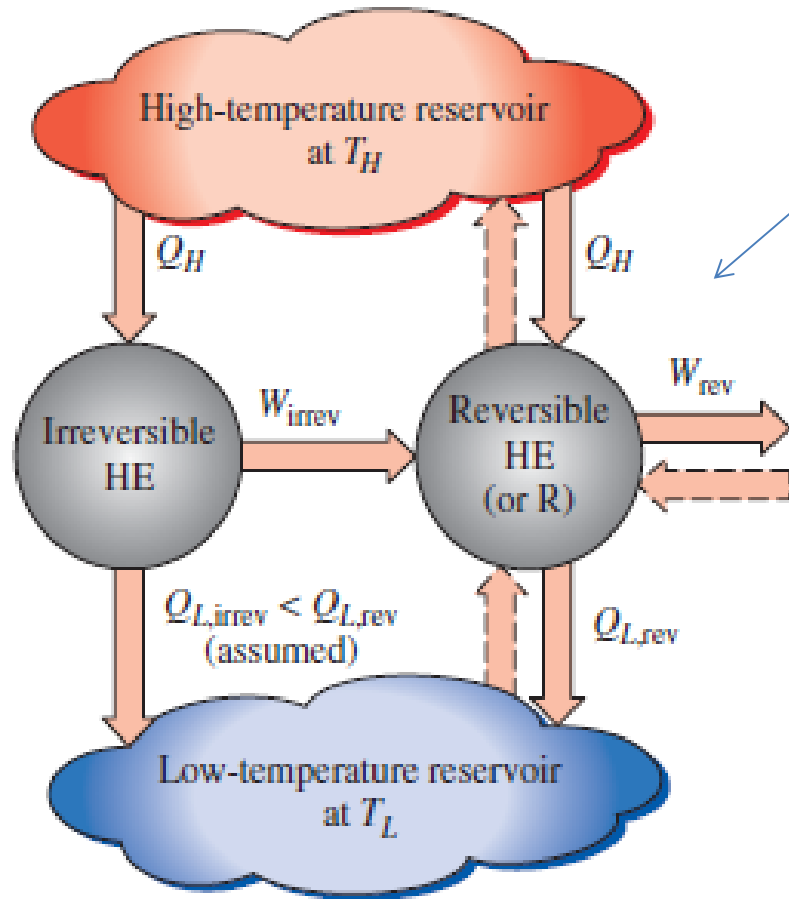 High-temperature reservoir
at T_H
Q_H
Q_H
W_irrev
W_rev
Irreversible
HE
Reversible
HE
(or R)
Q_L,irrev < Q_L,rev
(assumed)
Q_L,rev
Low-temperature reservoir
at T_L